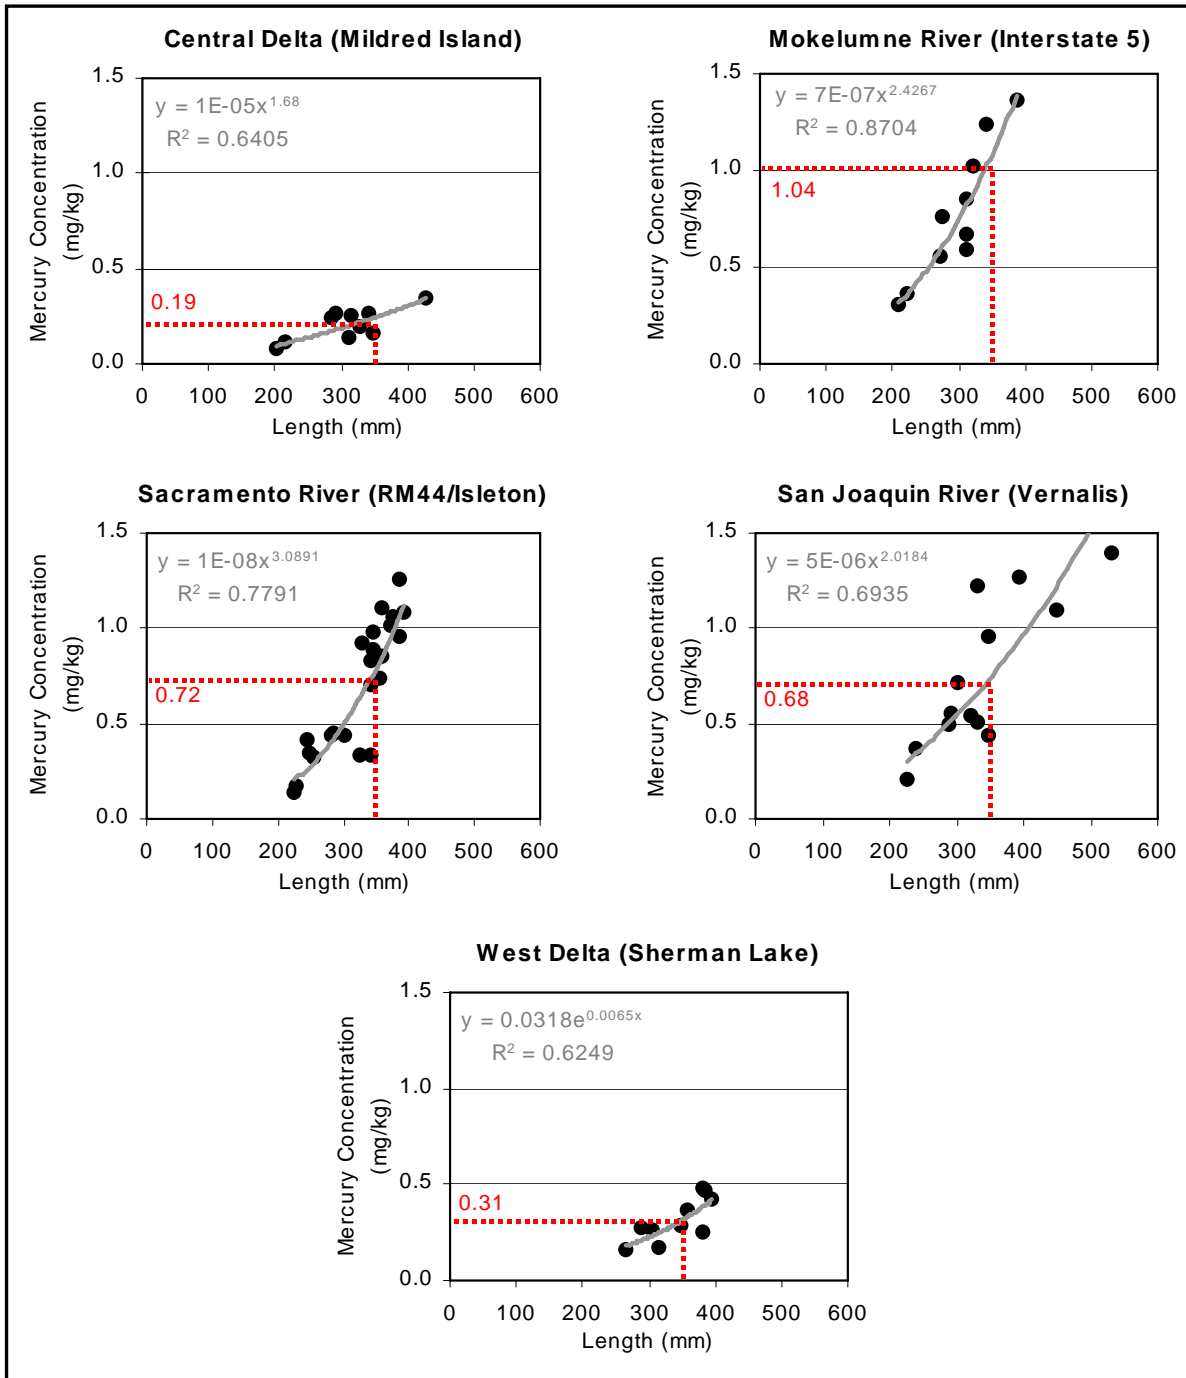 Central Delta (Mildred Island)
Mercury Concentration
(mg/kg)
1.5
1.0
0.5
0.0
y = 1E-05x^1.68
R² = 0.6405
0.19
0 100 200 300 400 500 600
Length (mm)
Mokelumne River (Interstate 5)
Mercury Concentration
(mg/kg)
1.5
1.0
0.5
0.0
y = 7E-07x^2.4267
R² = 0.8704
1.04
0 100 200 300 400 500 600
Length (mm)
Sacramento River (RM44/Isleton)
Mercury Concentration
(mg/kg)
1.5
1.0
0.5
0.0
y = 1E-08x^3.0891
R² = 0.7791
0.72
0 100 200 300 400 500 600
Length (mm)
San Joaquin River (Vernalis)
Mercury Concentration
(mg/kg)
1.5
1.0
0.5
0.0
y = 5E-06x^2.0184
R² = 0.6935
0.68
0 100 200 300 400 500 600
Length (mm)
West Delta (Sherman Lake)
Mercury Concentration
(mg/kg)
1.5
1.0
0.5
0.0
y = 0.0318e^0.0065x
R² = 0.6249
0.31
0 100 200 300 400 500 600
Length (mm)